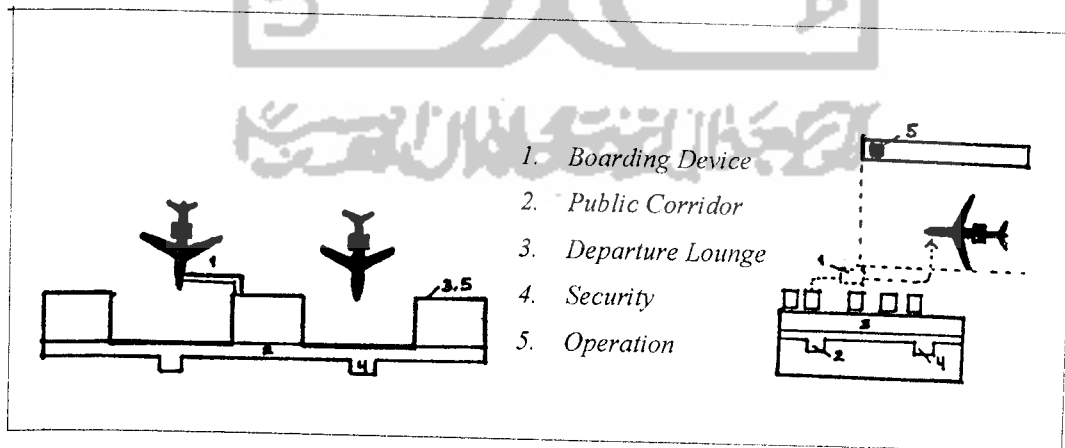 1. Boarding Device
2. Public Corridor
3. Departure Lounge
4. Security
5. Operation
1
3.5
2
4
5
1
3
2
4